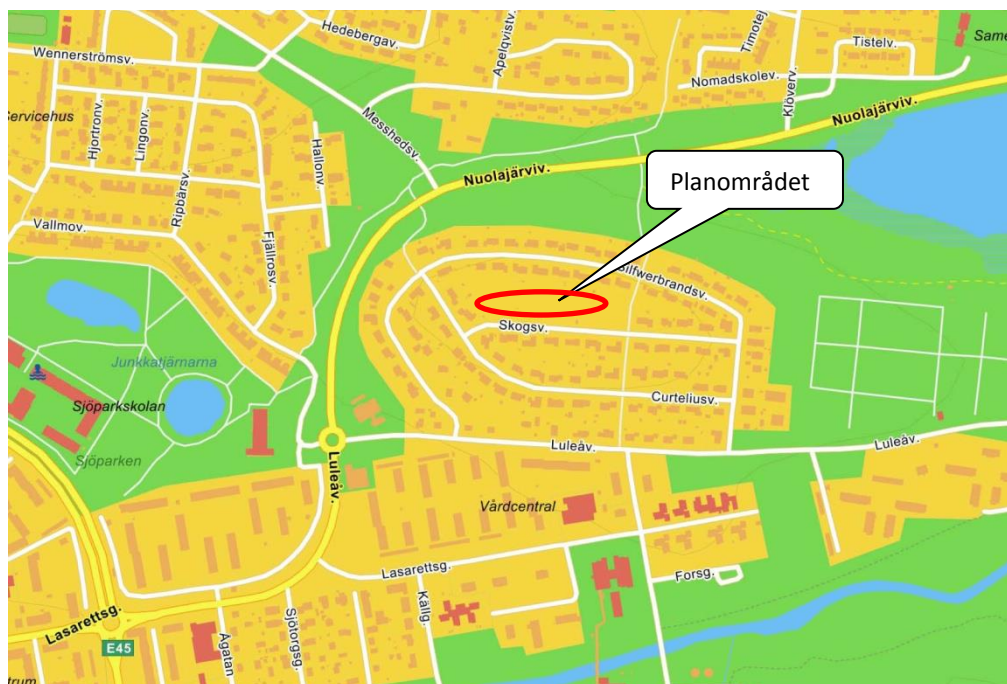 Hedebergav.
Apelqvistv.
Timotej
Tistelv.
Same
Wennerströmsv.
Nomadskolev.
Klöverv.
Servicehus
Hjortronv.
Lingonv.
Messhedsv.
Nuolajärviv.
Hallonv.
Ripbärsv.
Nuolajärviv.
Planområdet
Vallmov.
Fjällrosv.
Silfwerbrandsv.
Skogsv.
Junkkatjärnarna
Sjöparkskolan
Curteliusv.
Sjöparken
Luleåv.
Luleåv.
Luleåv.
Vårdcentral
Lasarettsg.
Forsg.
Källg.
Lasarettsg.
Ågatan
Sjötorgsg.
E45
trum